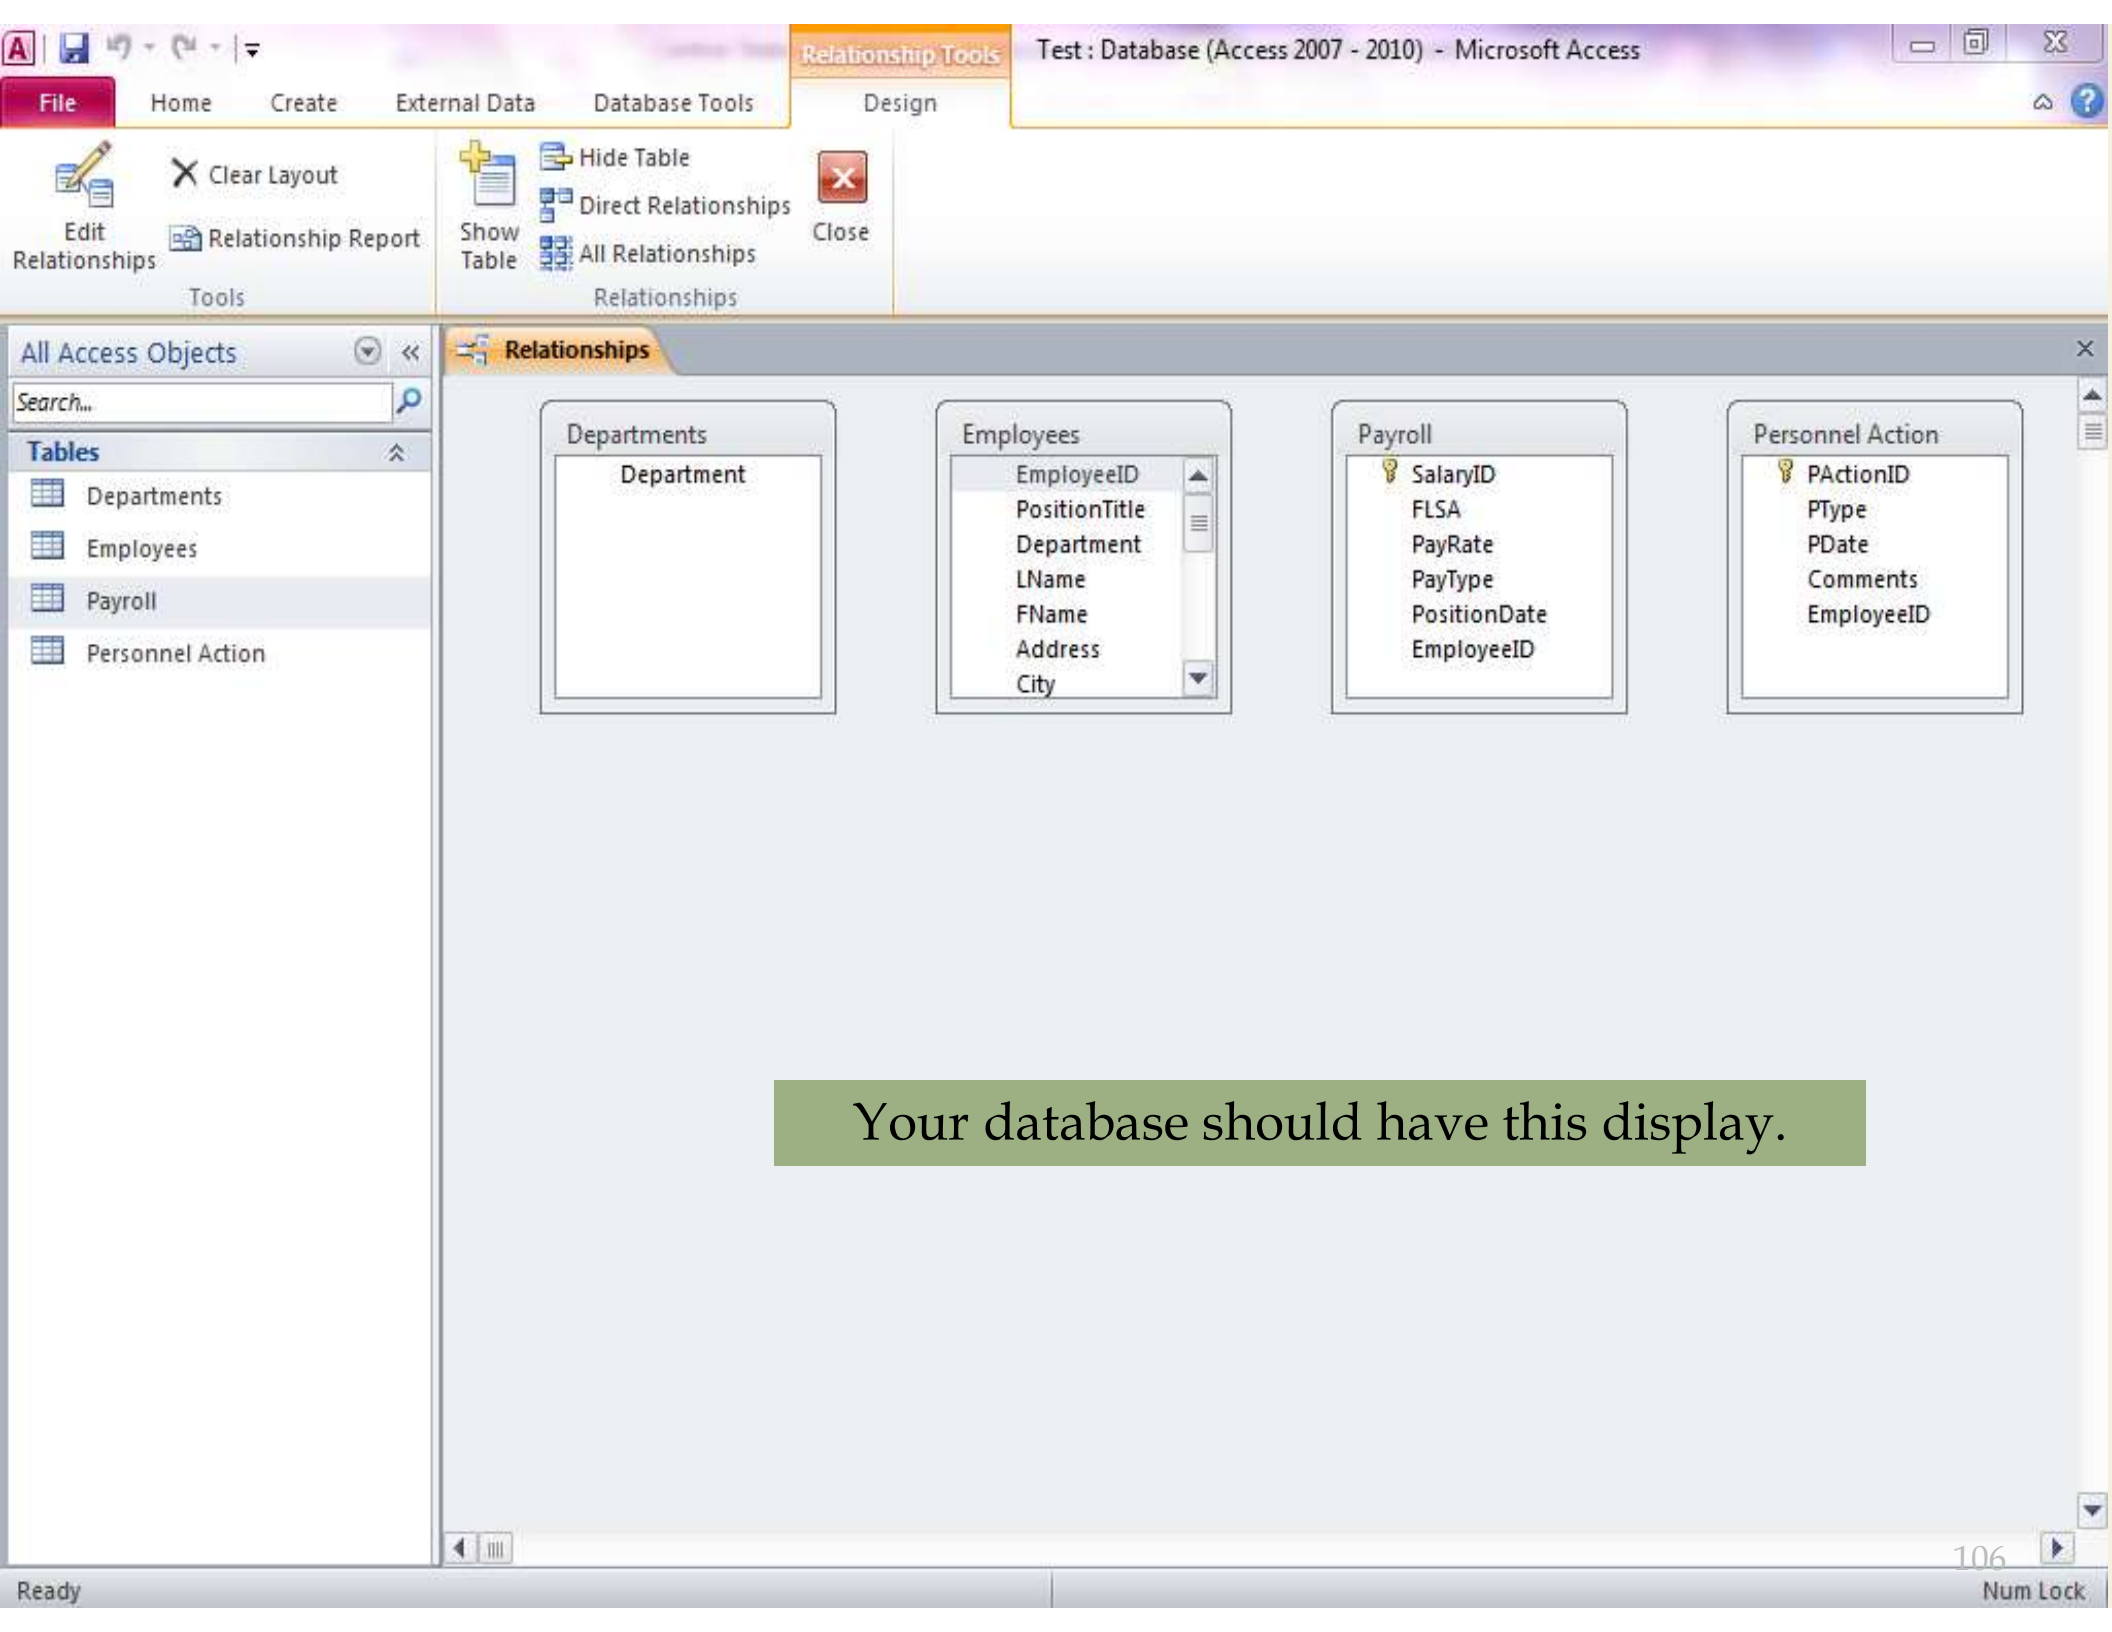 Relationship Tools
Test : Database (Access 2007 - 2010) - Microsoft Access
File Home Create External Data Database Tools Design
Edit
Relationships
Clear Layout
Relationship Report
Tools
Show
Table
Hide Table
Direct Relationships
All Relationships
Close
Relationships
All Access Objects
Search...
Tables
Departments
Employees
Payroll
Personnel Action
Relationships
Departments
Department
Employees
EmployeeID
PositionTitle
Department
LName
FName
Address
City
Payroll
SalaryID
FLSA
PayRate
PayType
PositionDate
EmployeeID
Personnel Action
PActionID
PType
PDate
Comments
EmployeeID
Your database should have this display.
106
Ready
Num Lock